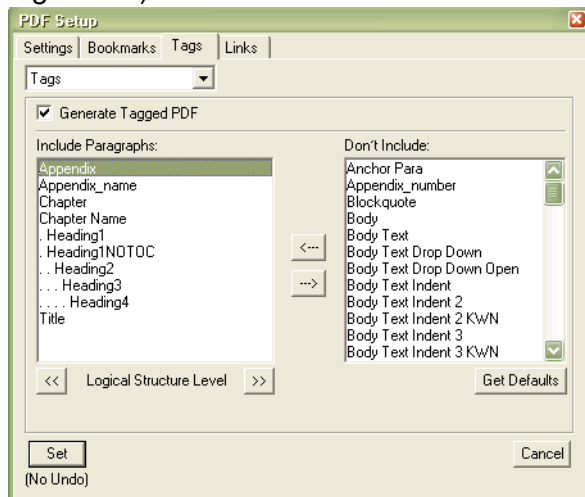 PDF Setup
Settings Bookmarks Tags Links
Tags
Generate Tagged PDF
Include Paragraphs:
Appendix
Appendix_name
Chapter
Chapter Name
. Heading1
. Heading1NOTOC
. . Heading2
. . . Heading3
. . . . Heading4
Title
<---
--->
Don't Include:
Anchor Para
Appendix_number
Blockquote
Body
Body Text
Body Text Drop Down
Body Text Drop Down Open
Body Text Indent
Body Text Indent 2
Body Text Indent 2 KWN
Body Text Indent 3
Body Text Indent 3 KWN
<< Logical Structure Level >>
Get Defaults
Set
Cancel
(No Undo)